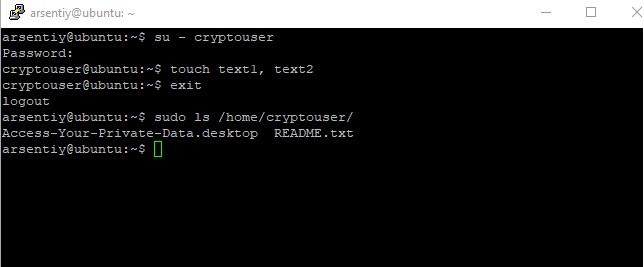 arsentiy@ubuntu: ~
arsentiy@ubuntu:~$ su - cryptouser
Password:
cryptouser@ubuntu:~$ touch text1, text2
cryptouser@ubuntu:~$ exit
logout
arsentiy@ubuntu:~$ sudo ls /home/cryptouser/
Access-Your-Private-Data.desktop  README.txt
arsentiy@ubuntu:~$